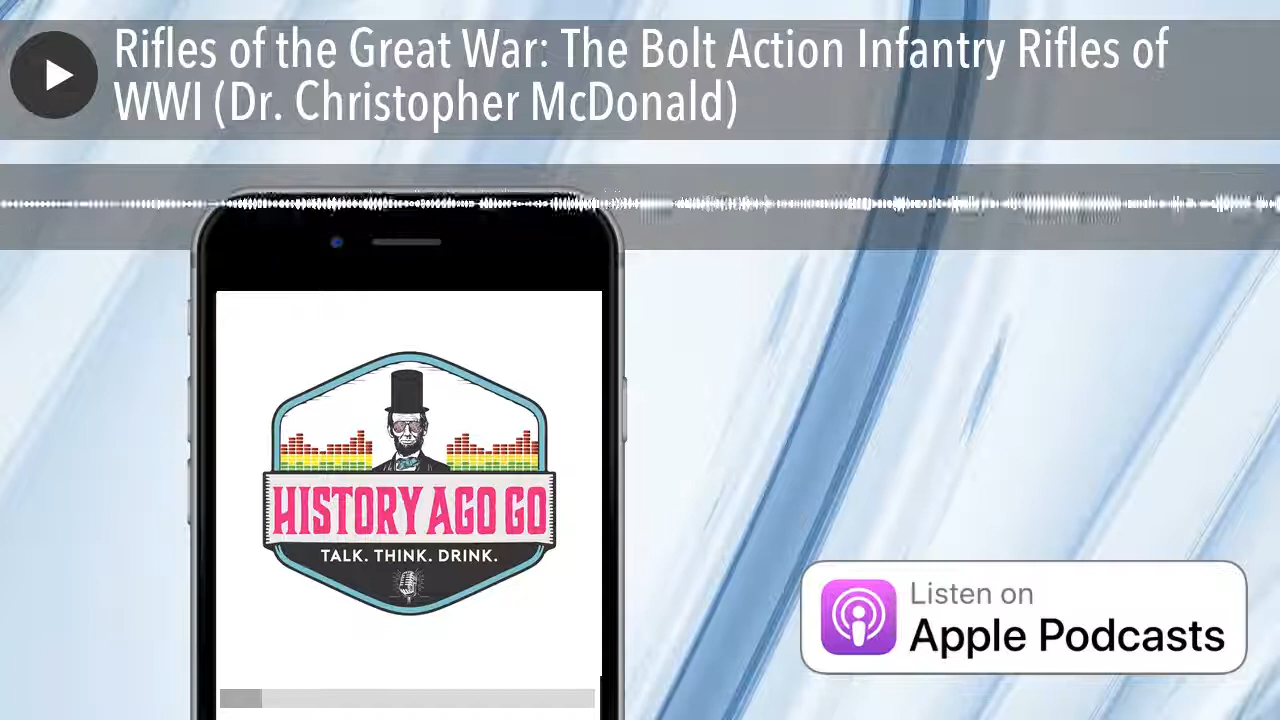 Rifles of the Great War: The Bolt Action Infantry Rifles of
WWI (Dr. Christopher McDonald)
HISTORY AGO GO
TALK. THINK. DRINK.
Listen on
Apple Podcasts